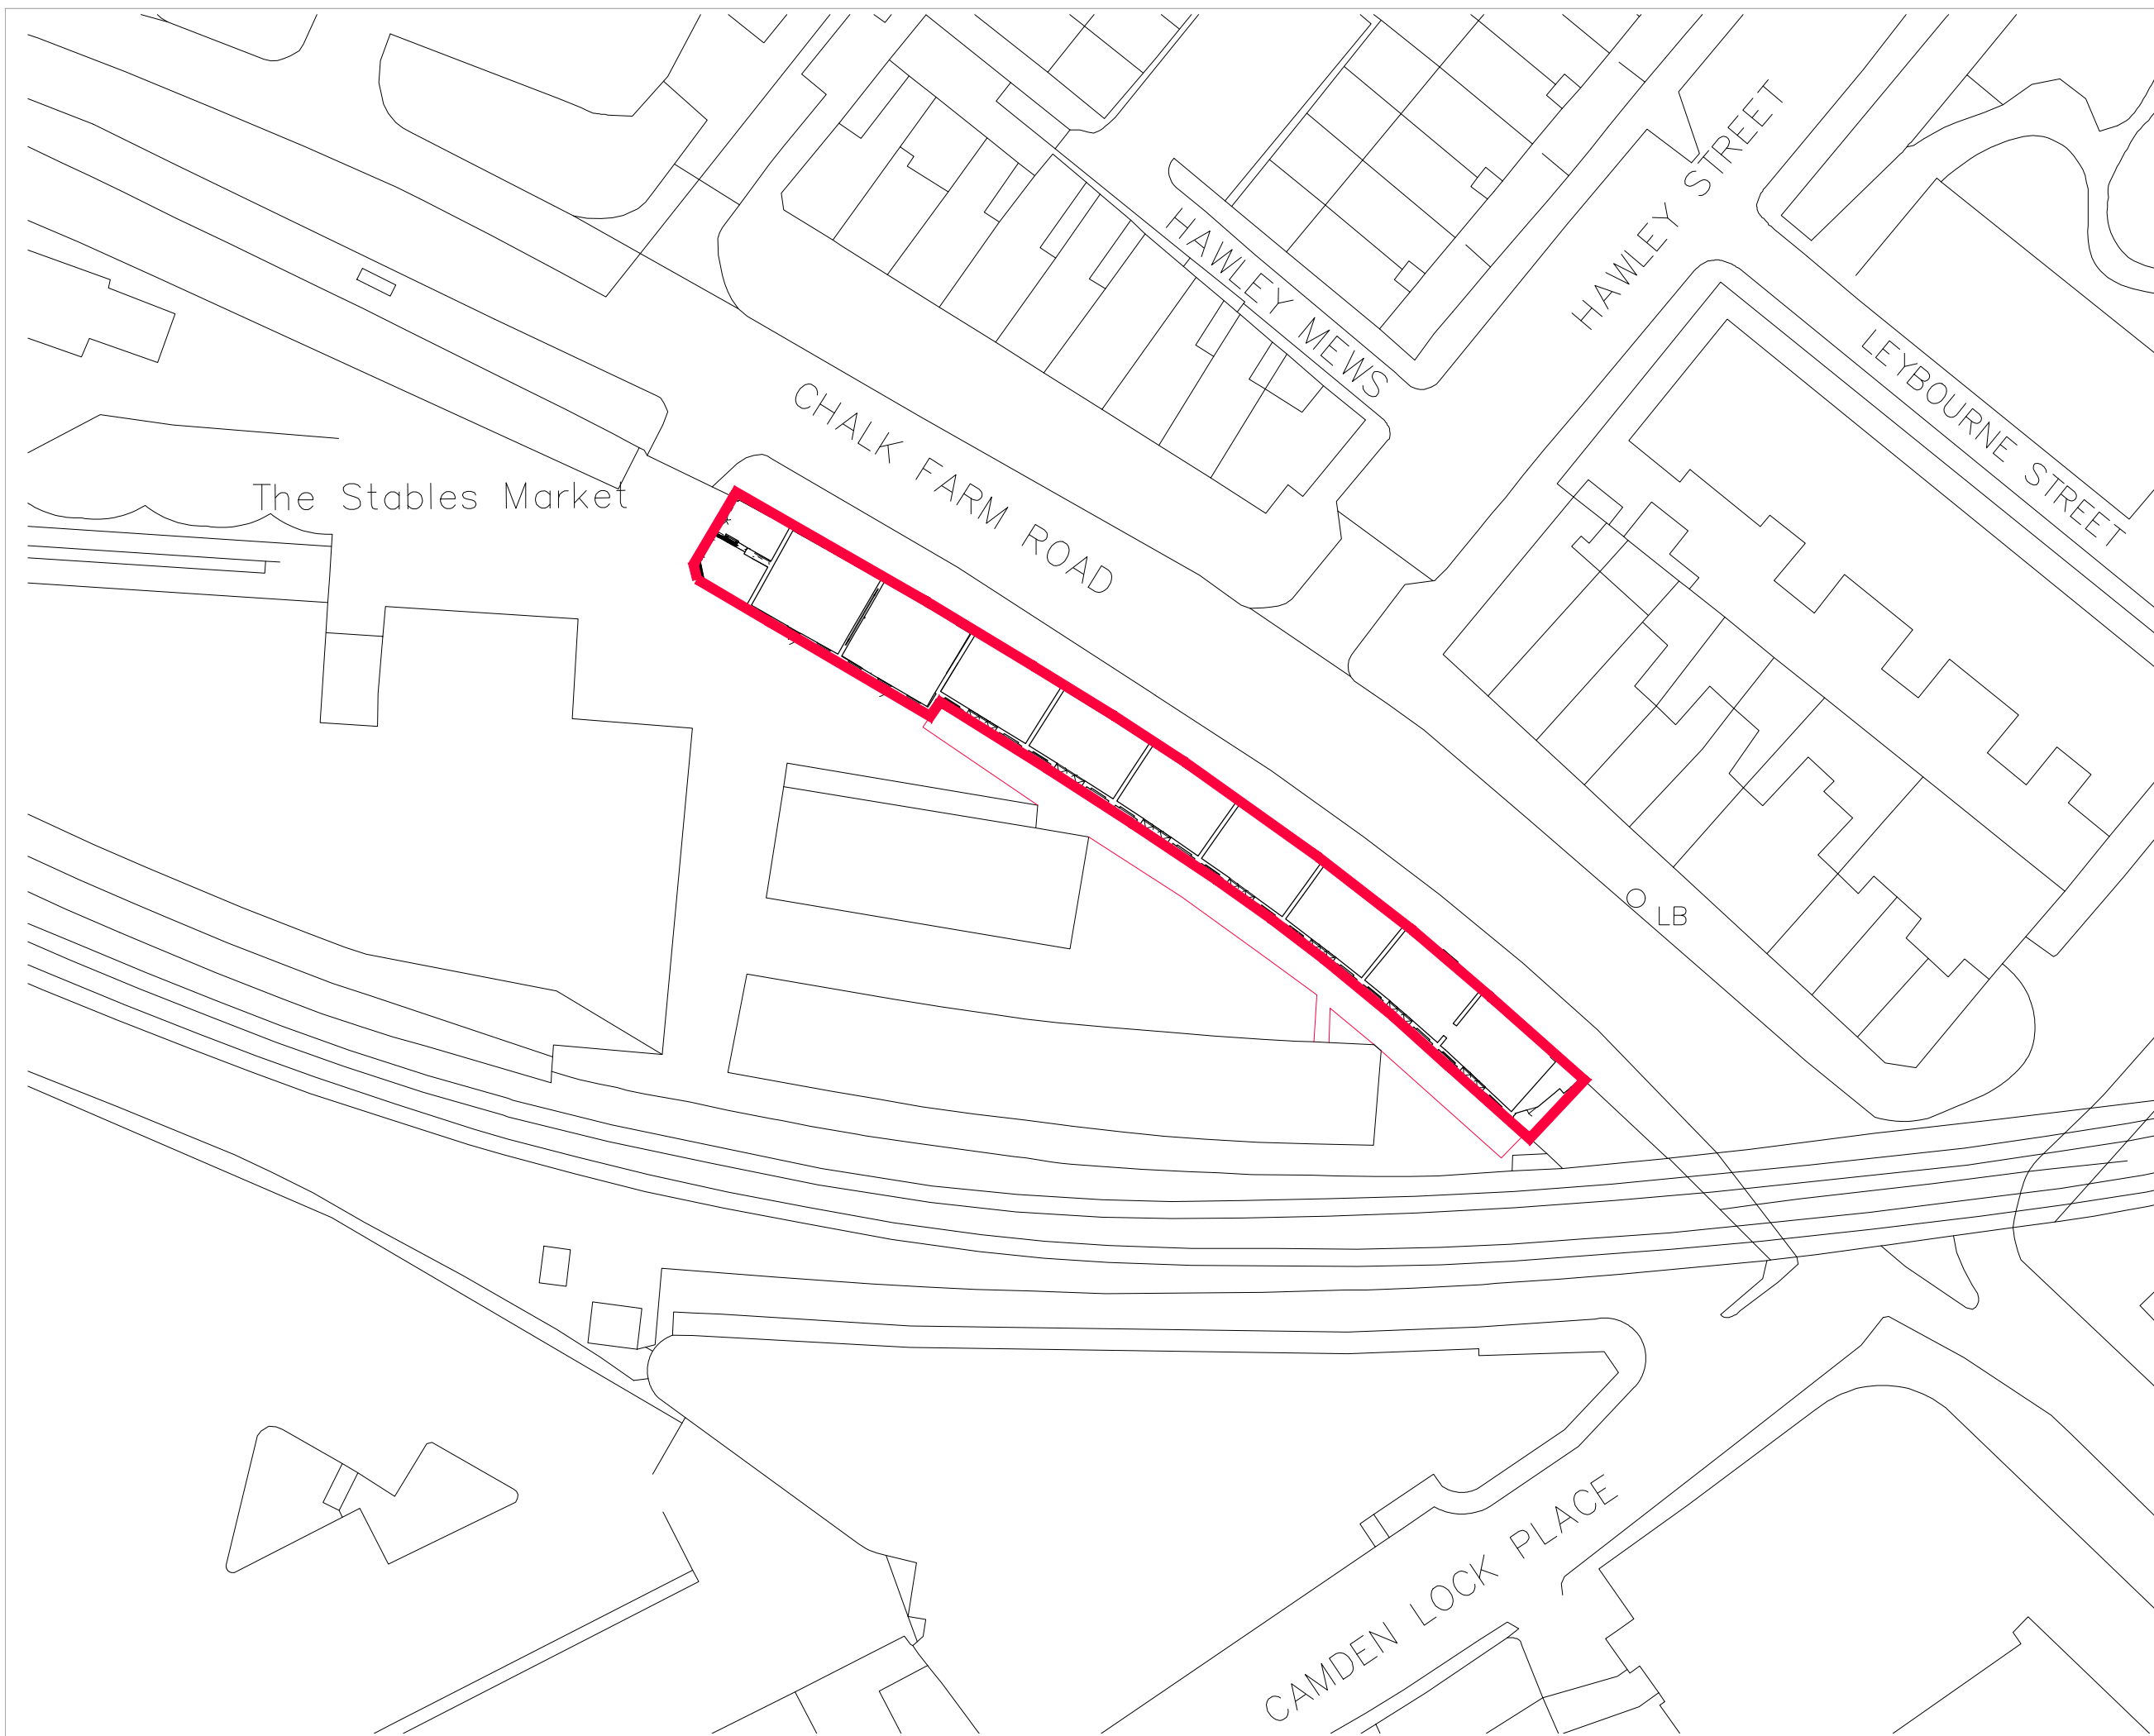 HAWLEY STREET
HAWLEY MEWS
LEYBOURNE STREET
CHALK FARM ROAD
The Stables Market
LB
CAMDEN LOCK PLACE